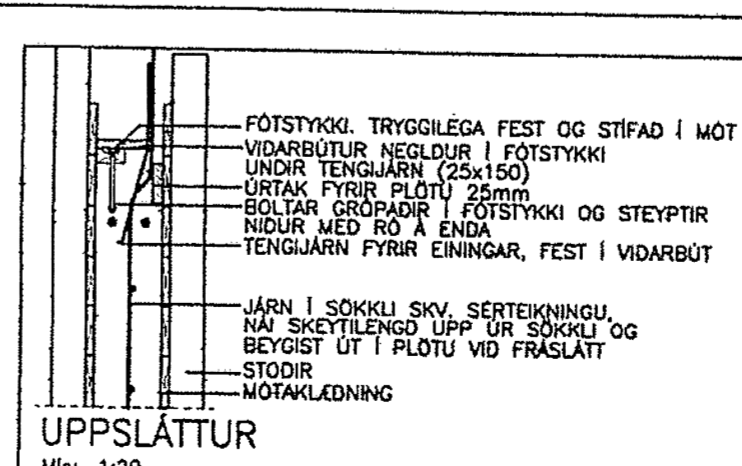 FÓTSTYKKI. TRYGGILEGA FEST OG STÍFAÐ Í MÓT
VIÐARBÚTUR NEGLDUR Í FÓTSTYKKI
UNDIR TENGIJÁRN (25x150)
ÚRTAK FYRIR PLÖTU 25mm
BOLTAR GRÓPAÐIR Í FÓTSTYKKI OG STEYPTIR
NIÐUR MEÐ RÓ Á ENDA
TENGIJÁRN FYRIR EININGAR, FEST Í VIÐARBÚT
JÁRN Í SÖKKLI SKV. SÉRTEIKNINGU.
NÁI SKEYTILENGD UPP ÚR SÖKKLI OG
BEYGIST ÚT Í PLÖTU VIÐ FRÁSLÁTT
STOÐIR
MÓTAKLÆÐNING
UPPSLÁTTUR
1:20